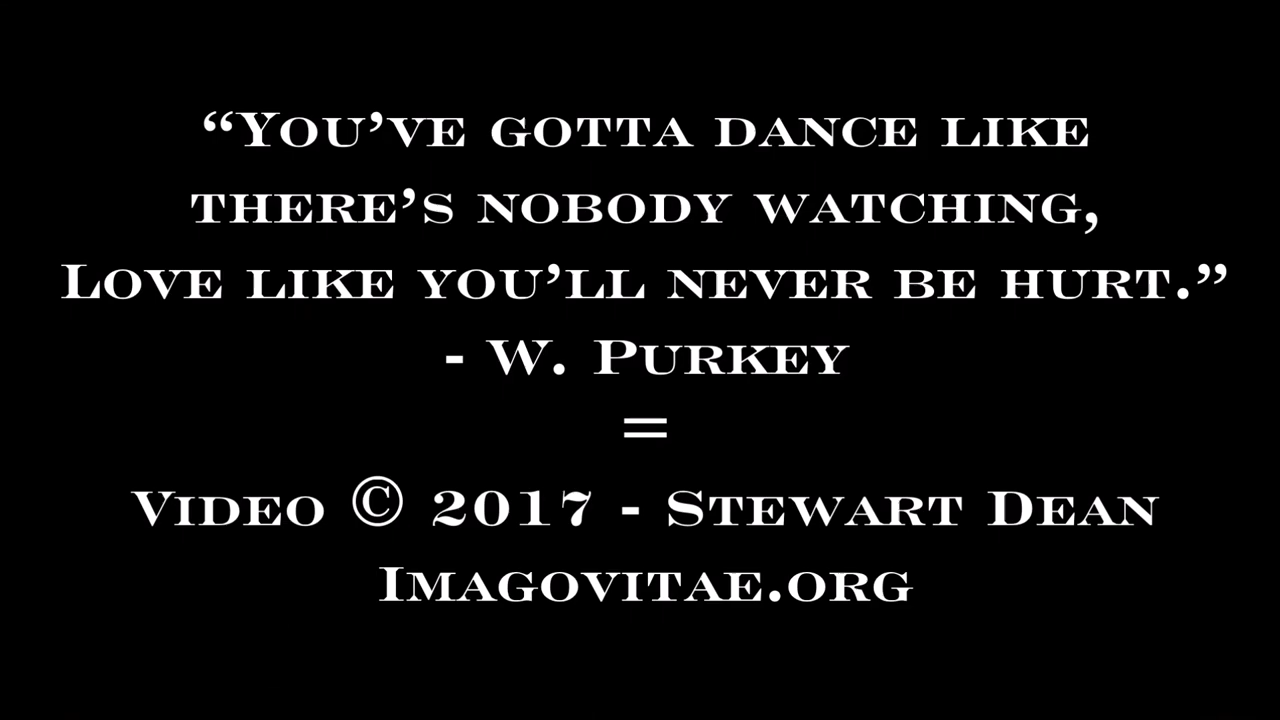 “You’ve gotta dance like
there’s nobody watching,
Love like you’ll never be hurt.”
- W. Purkey
=
Video © 2017 - Stewart Dean
Imagovitae.org